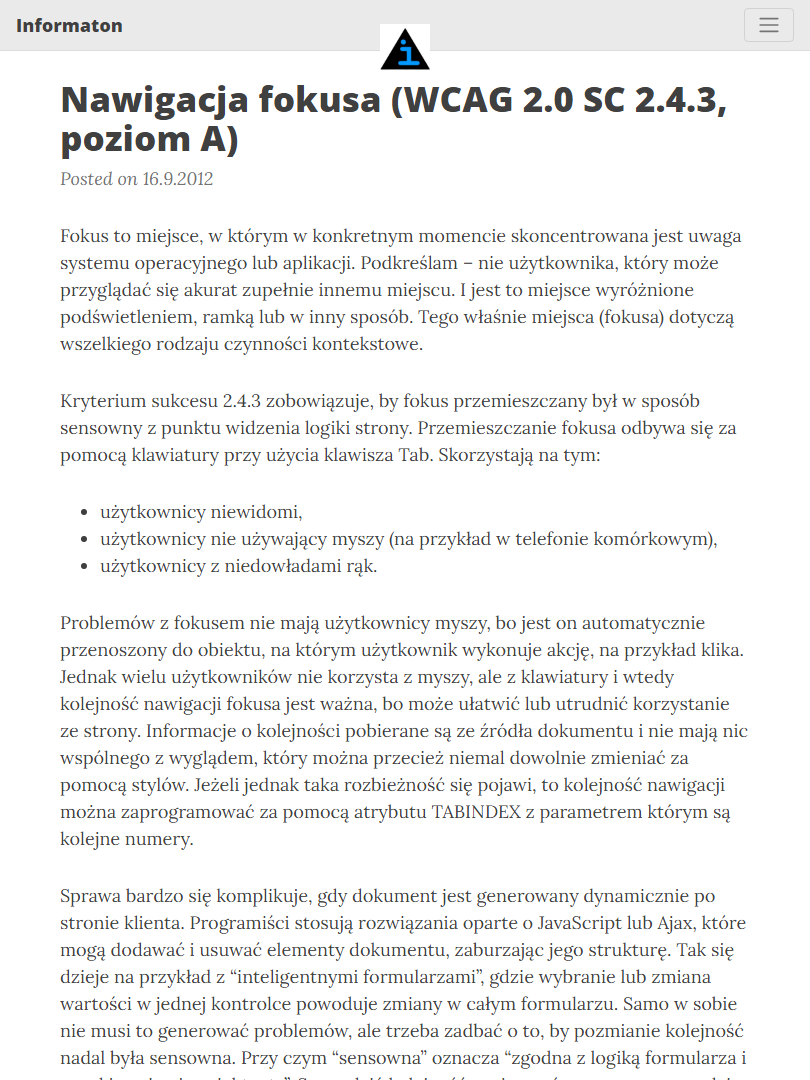 Informaton
Nawigacja fokusa (WCAG 2.0 SC 2.4.3,
poziom A)
Posted on 16.9.2012
Fokus to miejsce, w którym w konkretnym momencie skoncentrowana jest uwaga
systemu operacyjnego lub aplikacji. Podkreślam – nie użytkownika, który może
przyglądać się akurat zupełnie innemu miejscu. I jest to miejsce wyróżnione
podświetleniem, ramką lub w inny sposób. Tego właśnie miejsca (fokusa) dotyczą
wszelkiego rodzaju czynności kontekstowe.
Kryterium sukcesu 2.4.3 zobowiązuje, by fokus przemieszczany był w sposób
sensowny z punktu widzenia logiki strony. Przemieszczanie fokusa odbywa się za
pomocą klawiatury przy użycia klawisza Tab. Skorzystają na tym:
użytkownicy niewidomi,
użytkownicy nie używający myszy (na przykład w telefonie komórkowym),
użytkownicy z niedowładami rąk.
Problemów z fokusem nie mają użytkownicy myszy, bo jest on automatycznie
przenoszony do obiektu, na którym użytkownik wykonuje akcję, na przykład klika.
Jednak wielu użytkowników nie korzysta z myszy, ale z klawiatury i wtedy
kolejność nawigacji fokusa jest ważna, bo może ułatwić lub utrudnić korzystanie
ze strony. Informacje o kolejności pobierane są ze źródła dokumentu i nie mają nic
wspólnego z wyglądem, który można przecież niemal dowolnie zmieniać za
pomocą stylów. Jeżeli jednak taka rozbieżność się pojawi, to kolejność nawigacji
można zaprogramować za pomocą atrybutu TABINDEX z parametrem którym są
kolejne numery.
Sprawa bardzo się komplikuje, gdy dokument jest generowany dynamicznie po
stronie klienta. Programiści stosują rozwiązania oparte o JavaScript lub Ajax, które
mogą dodawać i usuwać elementy dokumentu, zaburzając jego strukturę. Tak się
dzieje na przykład z “inteligentnymi formularzami”, gdzie wybranie lub zmiana
wartości w jednej kontrolce powoduje zmiany w całym formularzu. Samo w sobie
nie musi to generować problemów, ale trzeba zadbać o to, by pozmianie kolejność
nadal była sensowna. Przy czym “sensowna” oznacza “zgodna z logiką formularza i